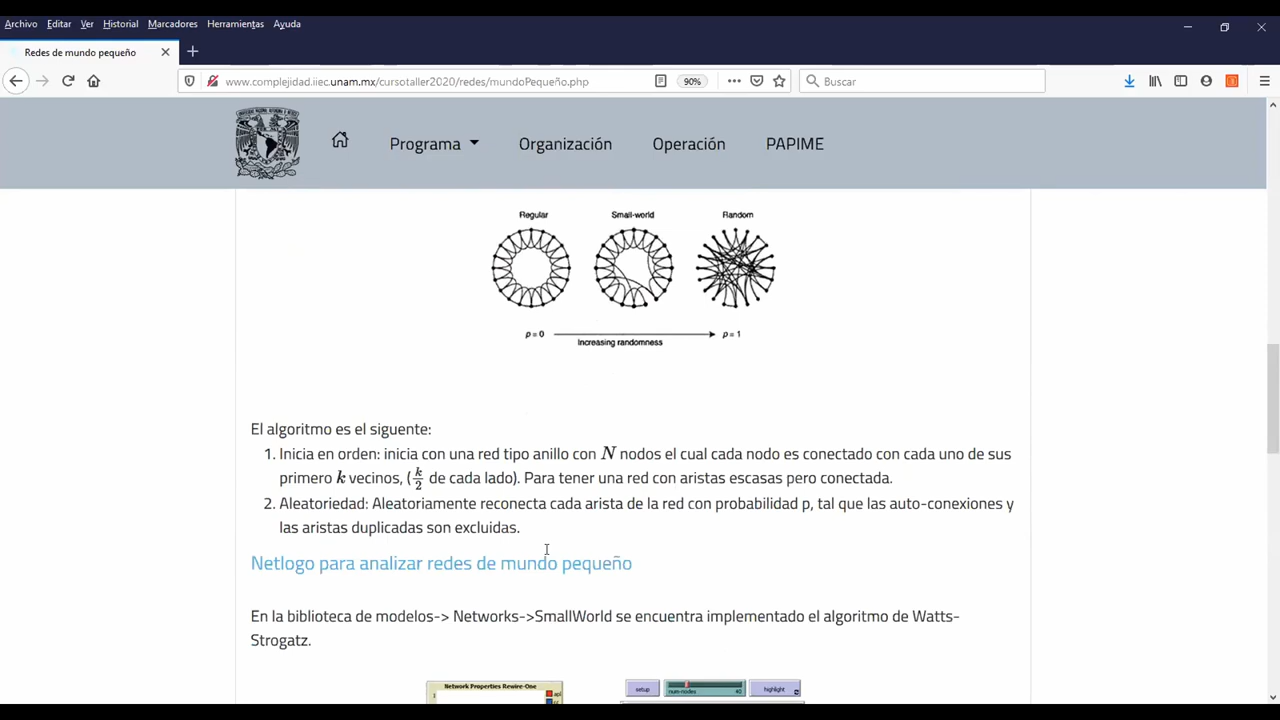 Archivo Editar Ver Historial Marcadores Herramientas Ayuda
Redes de mundo pequeño
www.complejidad.iiec.unam.mx/cursotaller2020/redes/mundoPequeño.php 90% Buscar
Programa Organización Operación PAPIME
Regular Small-world Random
p = 0 p = 1
Increasing randomness
El algoritmo es el siguente:
1. Inicia en orden: inicia con una red tipo anillo con N nodos el cual cada nodo es conectado con cada uno de sus
primero k vecinos, (k/2 de cada lado). Para tener una red con aristas escasas pero conectada.
2. Aleatoriedad: Aleatoriamente reconecta cada arista de la red con probabilidad p, tal que las auto-conexiones y
las aristas duplicadas son excluidas.
Netlogo para analizar redes de mundo pequeño
En la biblioteca de modelos-> Networks->SmallWorld se encuentra implementado el algoritmo de Watts-
Strogatz.
Network Properties Rewire-One
setup num-nodes 40 highlight